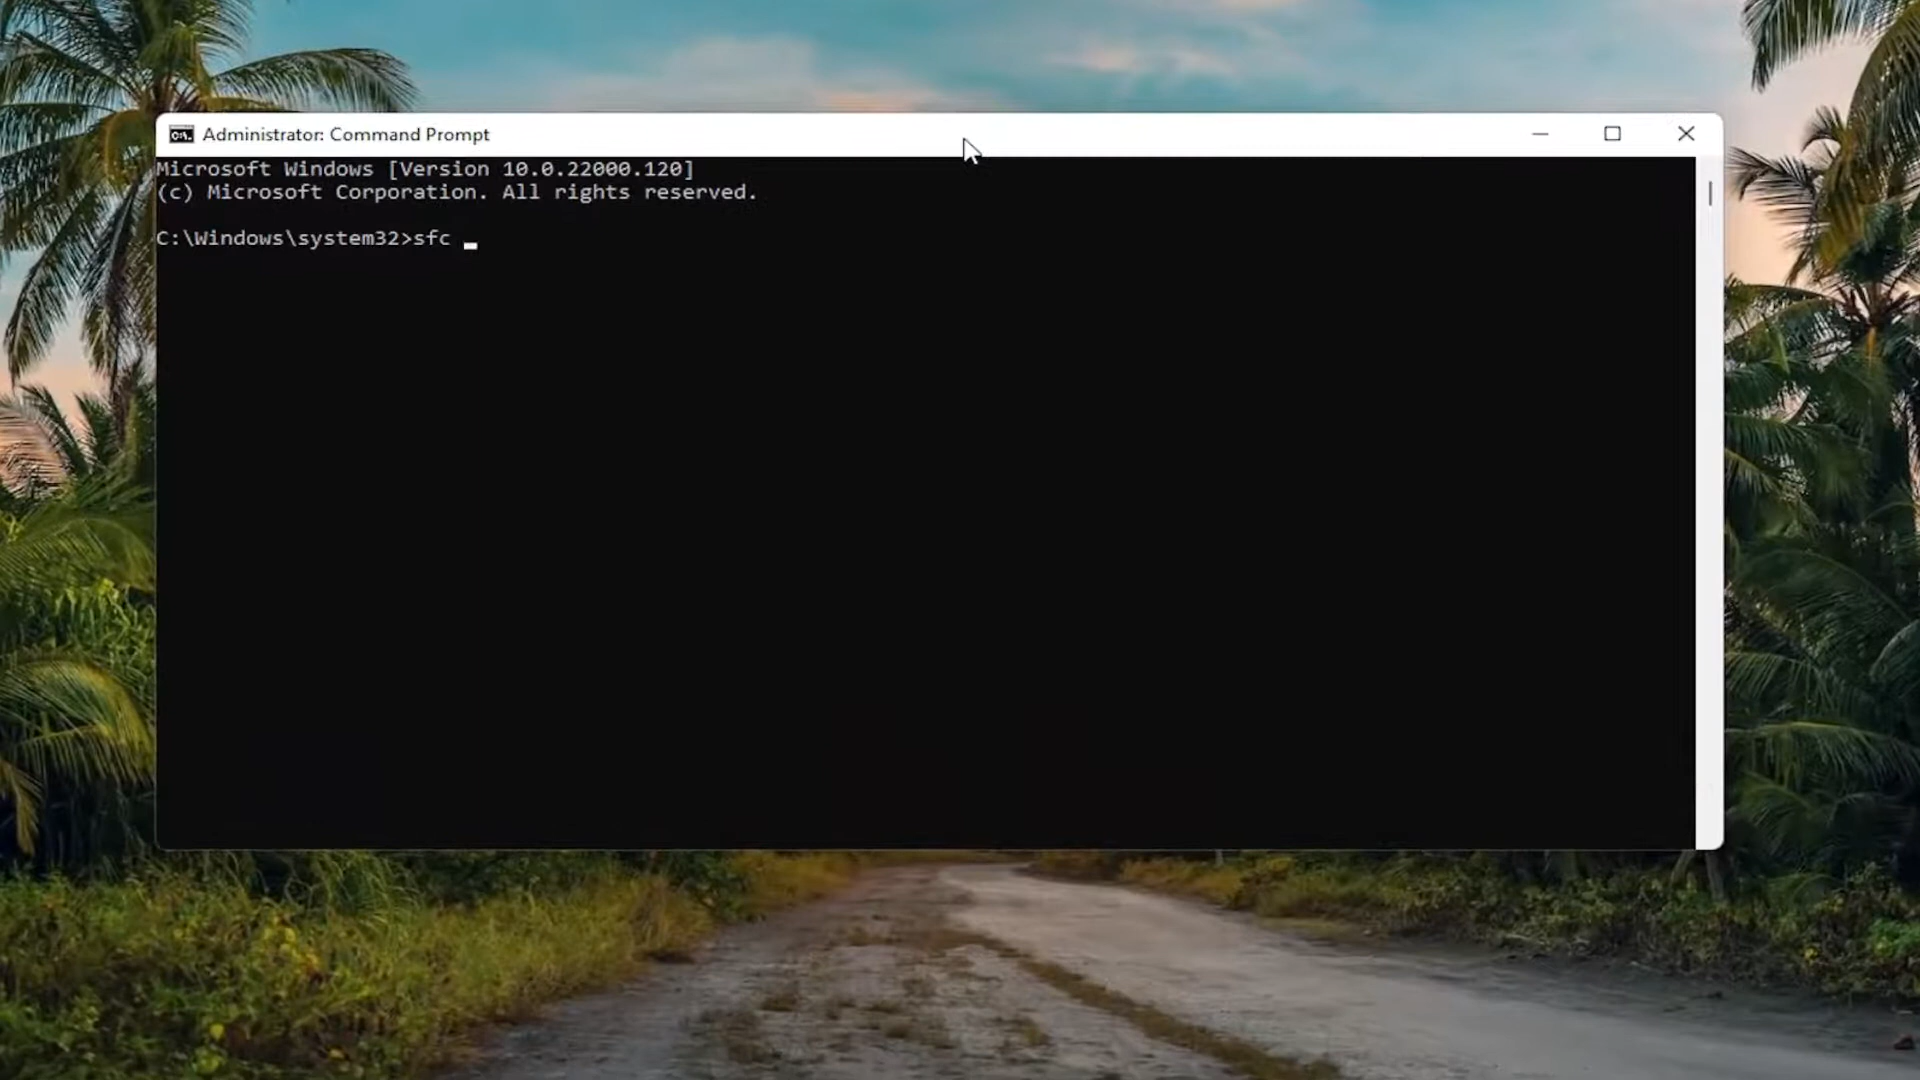 Administrator: Command Prompt
Microsoft Windows [Version 10.0.22000.120]
(c) Microsoft Corporation. All rights reserved.
C:\Windows\system32>sfc